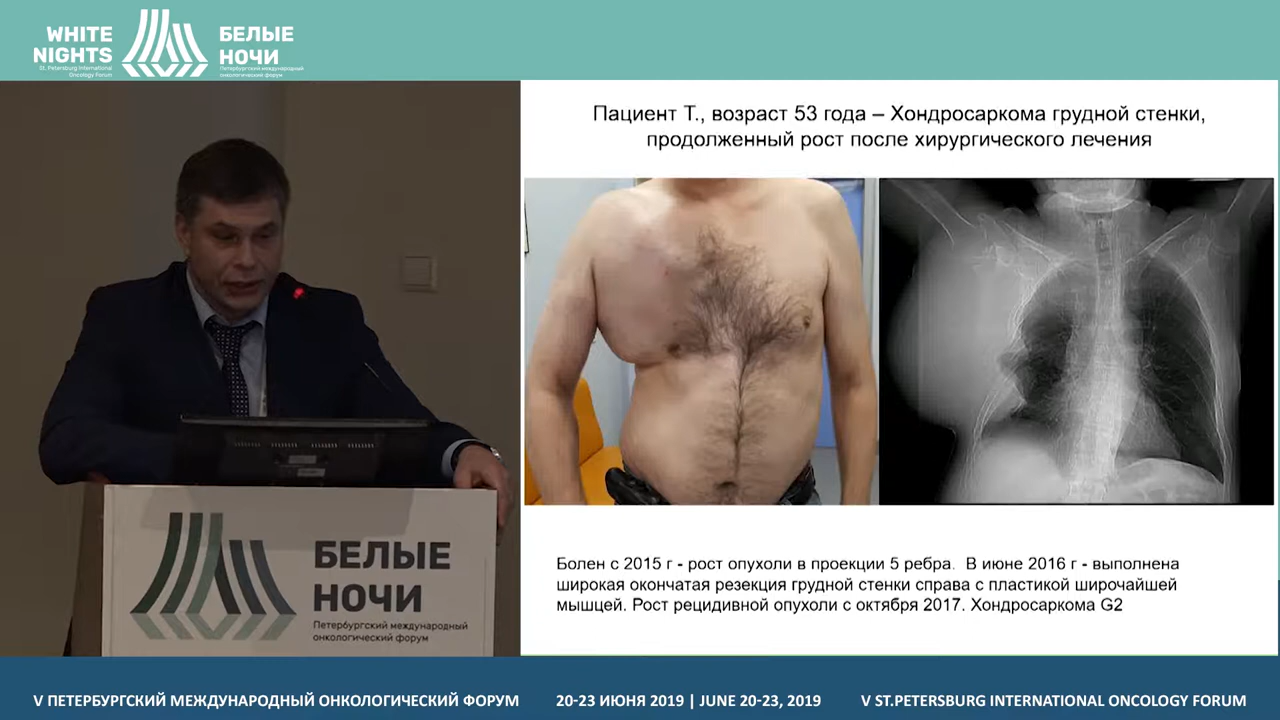 WHITE
NIGHTS
St. Petersburg International
Oncology Forum
БЕЛЫЕ
НОЧИ
Петербургский международный
онкологический форум
Пациент Т., возраст 53 года – Хондросаркома грудной стенки,
продолженный рост после хирургического лечения
БЕЛЫЕ
НОЧИ
Петербургский международный
онкологический форум
Болен с 2015 г - рост опухоли в проекции 5 ребра. В июне 2016 г - выполнена
широкая окончатая резекция грудной стенки справа с пластикой широчайшей
мышцей. Рост рецидивной опухоли с октября 2017. Хондросаркома G2
V ПЕТЕРБУРГСКИЙ МЕЖДУНАРОДНЫЙ ОНКОЛОГИЧЕСКИЙ ФОРУМ
20-23 ИЮНЯ 2019 | JUNE 20-23, 2019
V ST.PETERSBURG INTERNATIONAL ONCOLOGY FORUM